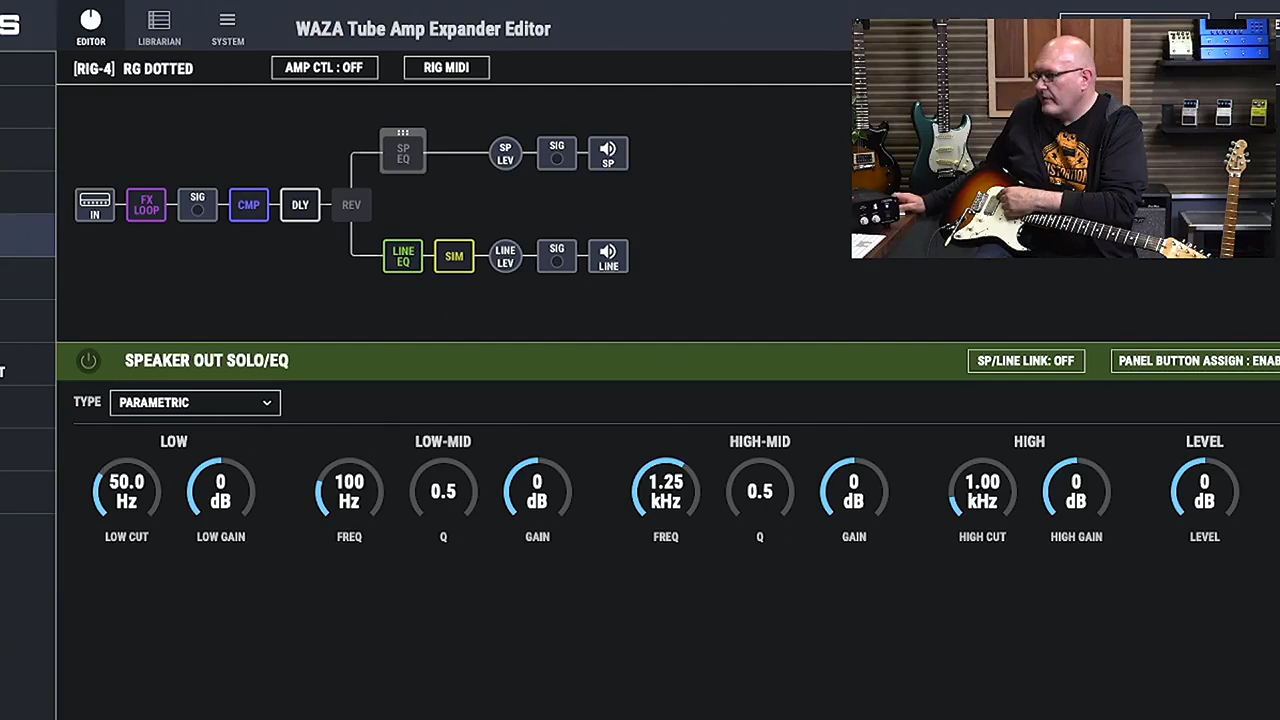 S
EDITOR
LIBRARIAN
SYSTEM
WAZA Tube Amp Expander Editor
[RIG-4] RG DOTTED
AMP CTL : OFF
RIG MIDI
SP
EQ
SP
LEV
SIG
SP
IN
FX
LOOP
SIG
CMP
DLY
REV
LINE
EQ
SIM
LINE
LEV
SIG
LINE
T
SPEAKER OUT SOLO/EQ
SP/LINE LINK: OFF
PANEL BUTTON ASSIGN : ENAB
TYPE
PARAMETRIC
LOW
LOW-MID
HIGH-MID
HIGH
LEVEL
50.0
Hz
0
dB
100
Hz
0.5
0
dB
1.25
kHz
0.5
0
dB
1.00
kHz
0
dB
0
dB
LOW CUT
LOW GAIN
FREQ
Q
GAIN
FREQ
Q
GAIN
HIGH CUT
HIGH GAIN
LEVEL